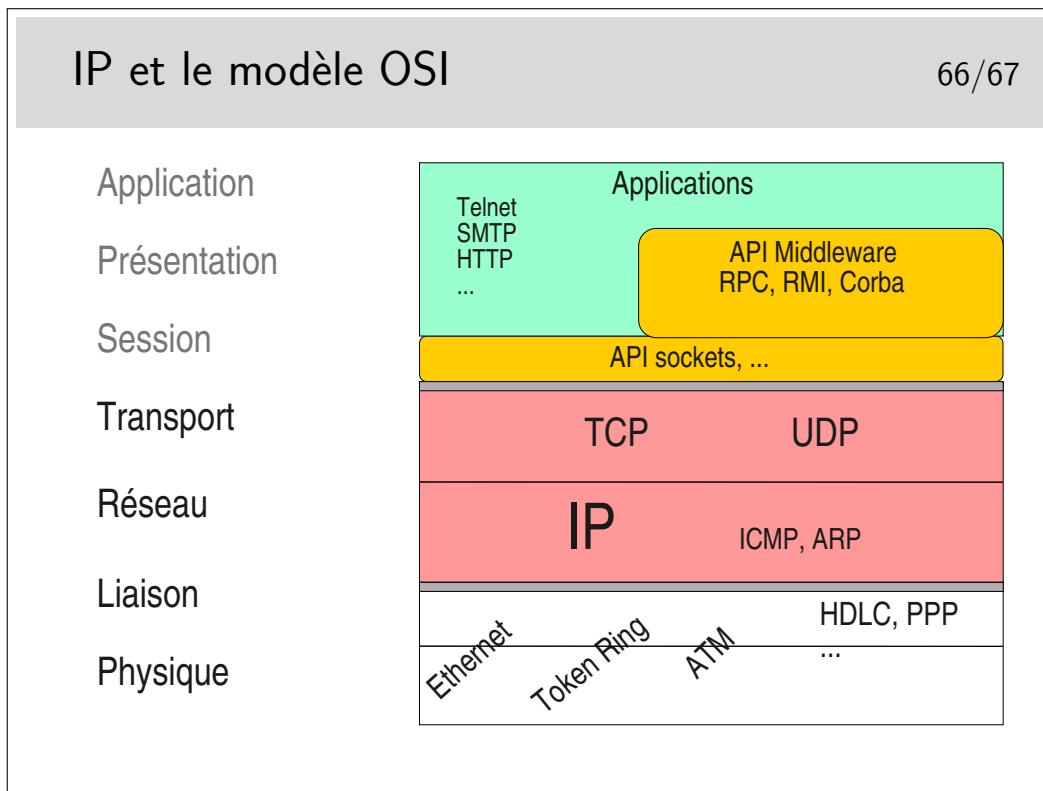 IP et le modèle OSI
66/67
Application
Présentation
Session
Transport
Réseau
Liaison
Physique
Applications
Telnet
SMTP
HTTP
...
API Middleware
RPC, RMI, Corba
API sockets, ...
TCP
UDP
IP
ICMP, ARP
HDLC, PPP
...
Ethernet
Token Ring
ATM